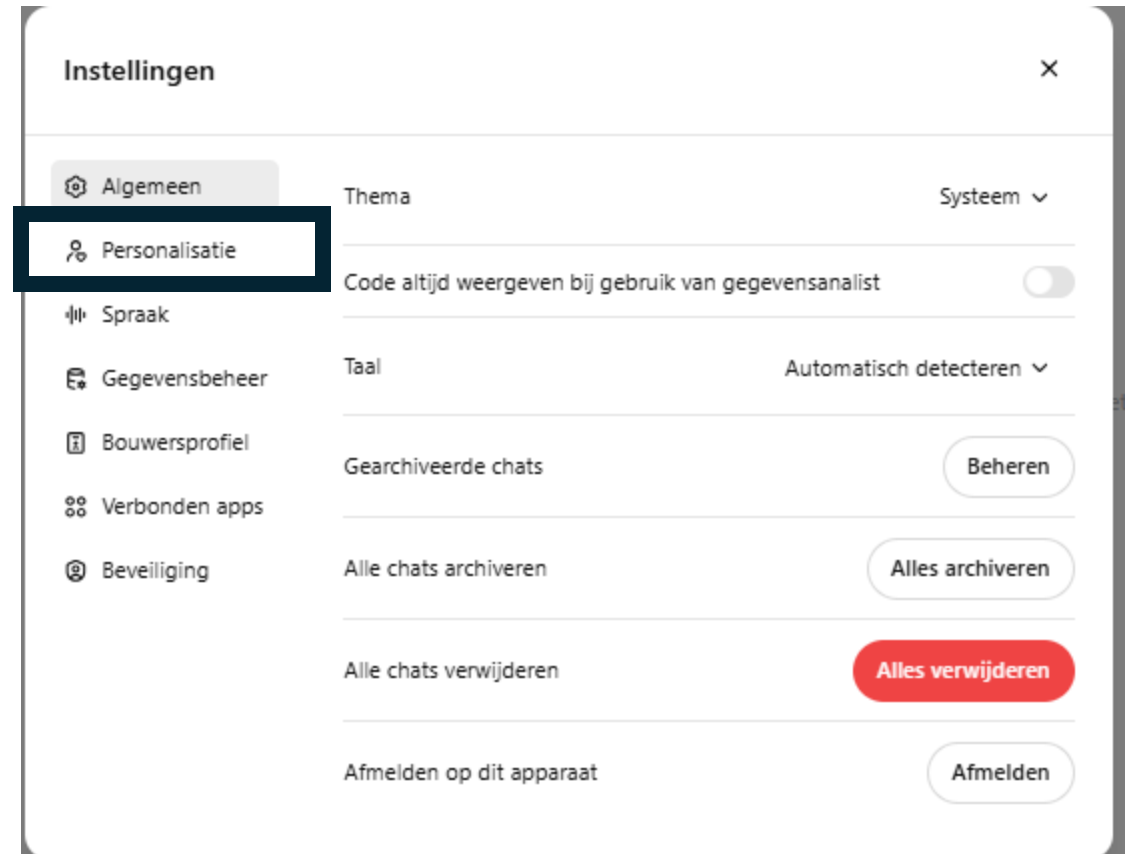 Instellingen
Algemeen
Personalisatie
Spraak
Gegevensbeheer
Bouwersprofiel
Verbonden apps
Beveiliging
Thema Systeem
Code altijd weergeven bij gebruik van gegevensanalist
Taal Automatisch detecteren
Gearchiveerde chats Beheren
Alle chats archiveren Alles archiveren
Alle chats verwijderen Alles verwijderen
Afmelden op dit apparaat Afmelden